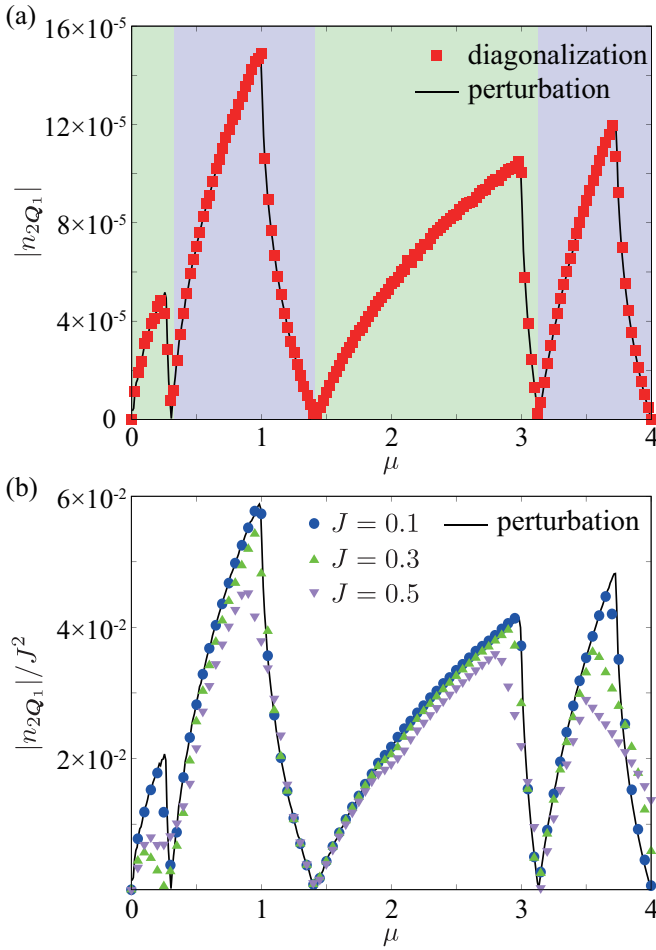 (a)
16×10⁻⁵
12×10⁻⁵
8×10⁻⁵
4×10⁻⁵
0
|n₂Q₁|
diagonalization
perturbation
0 1 2 3 4
μ
(b)
6×10⁻²
4×10⁻²
2×10⁻²
|n₂Q₁|/J²
J = 0.1
J = 0.3
J = 0.5
perturbation
0 1 2 3 4
μ